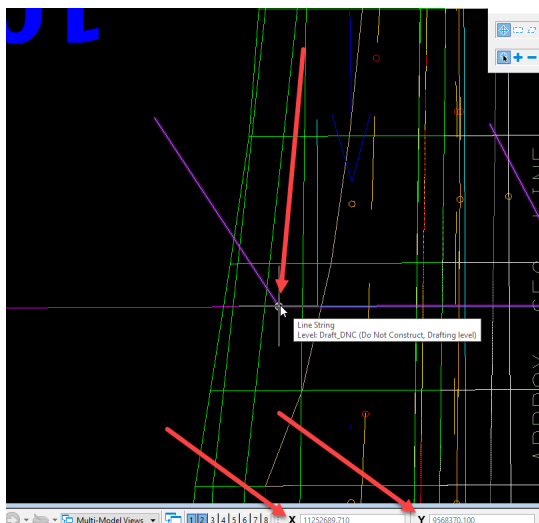 Line String
Level: Draft_DNC (Do Not Construct, Drafting level)
Multi-Model Views 1 2 3 4 5 6 7 8 X 11252689.710 Y 9568370.100